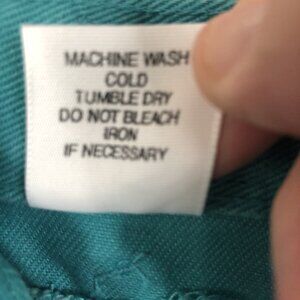 MACHINE WASH
COLD
TUMBLE DRY
DO NOT BLEACH
IRON
IF NECESSARY